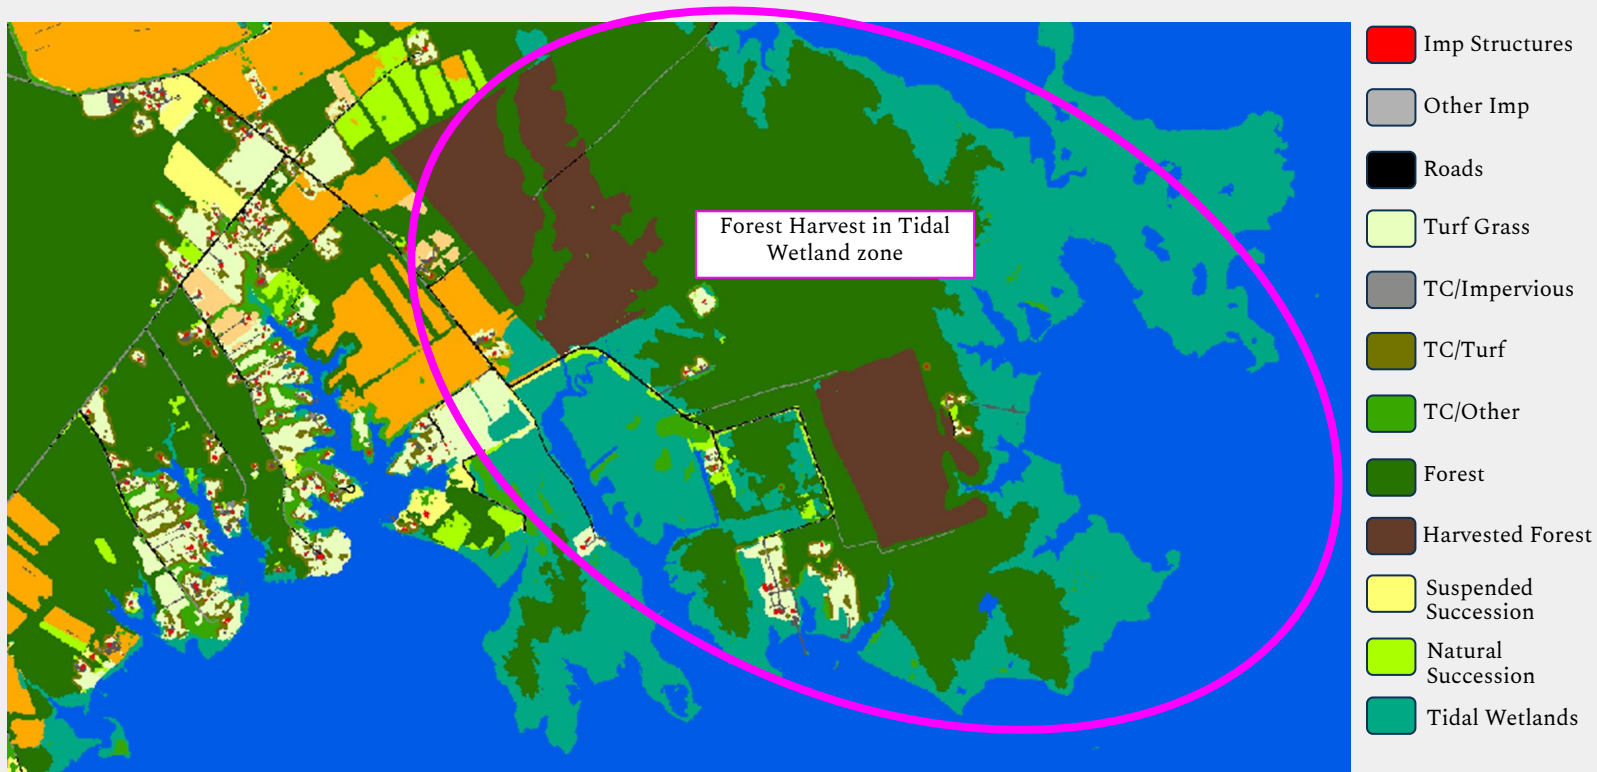 Forest Harvest in Tidal
Wetland zone
Imp Structures
Other Imp
Roads
Turf Grass
TC/Impervious
TC/Turf
TC/Other
Forest
Harvested Forest
Suspended
Succession
Natural
Succession
Tidal Wetlands